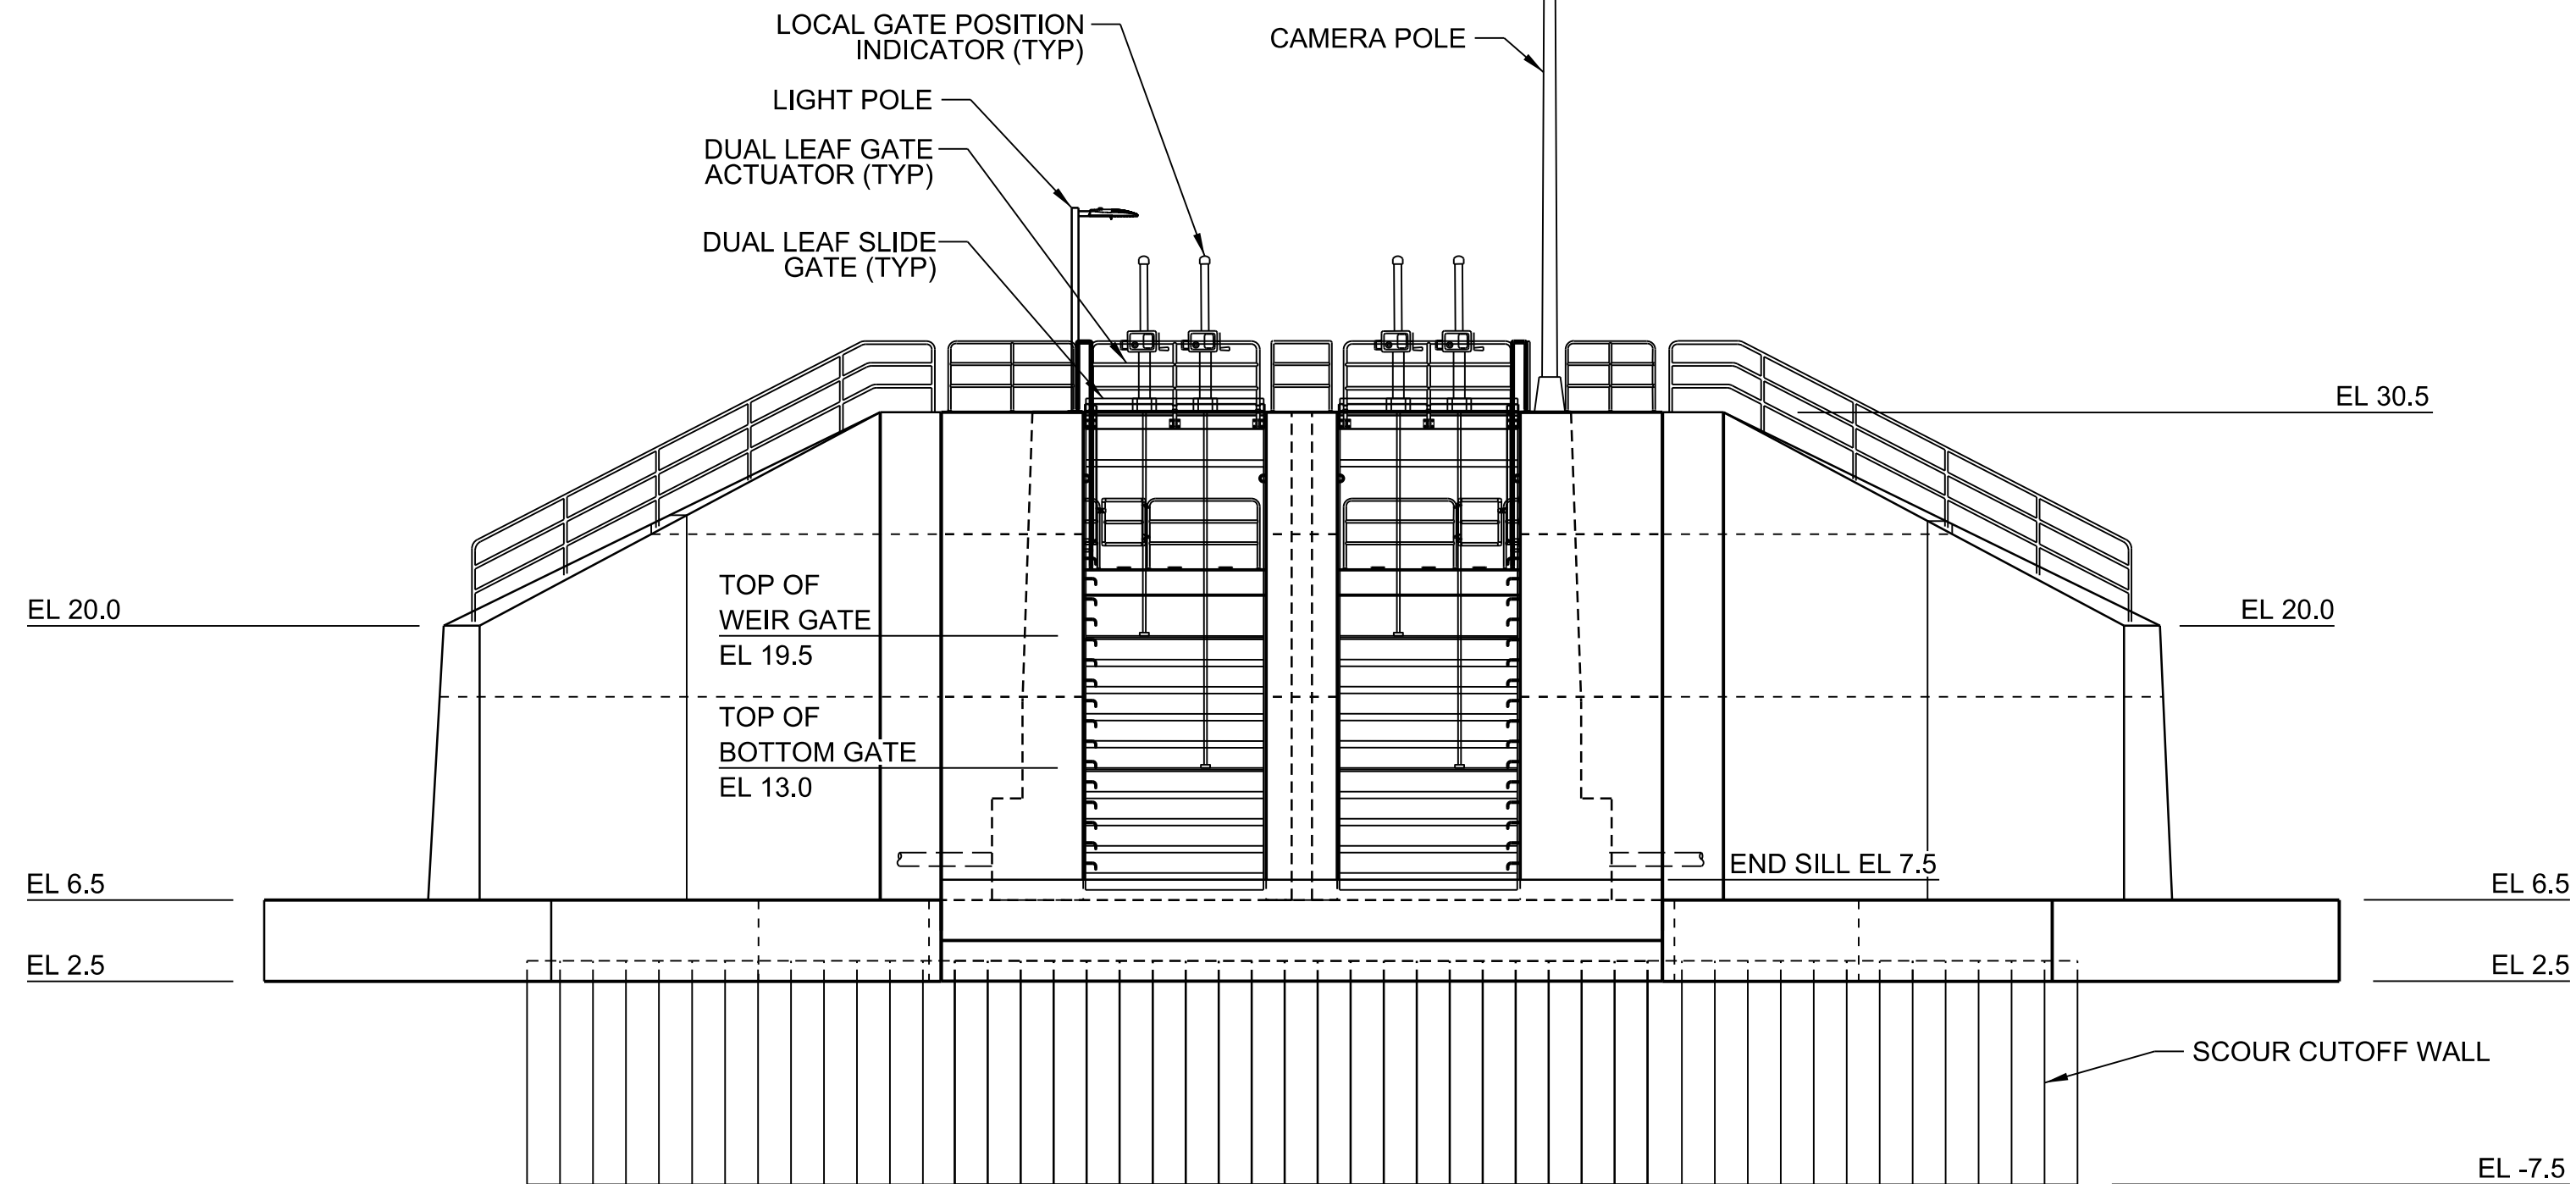 LOCAL GATE POSITION
INDICATOR (TYP)
CAMERA POLE
LIGHT POLE
DUAL LEAF GATE
ACTUATOR (TYP)
DUAL LEAF SLIDE
GATE (TYP)
EL 30.5
TOP OF
WEIR GATE
EL 19.5
EL 20.0
EL 20.0
TOP OF
BOTTOM GATE
EL 13.0
END SILL EL 7.5
EL 6.5
EL 6.5
EL 2.5
EL 2.5
SCOUR CUTOFF WALL
EL -7.5